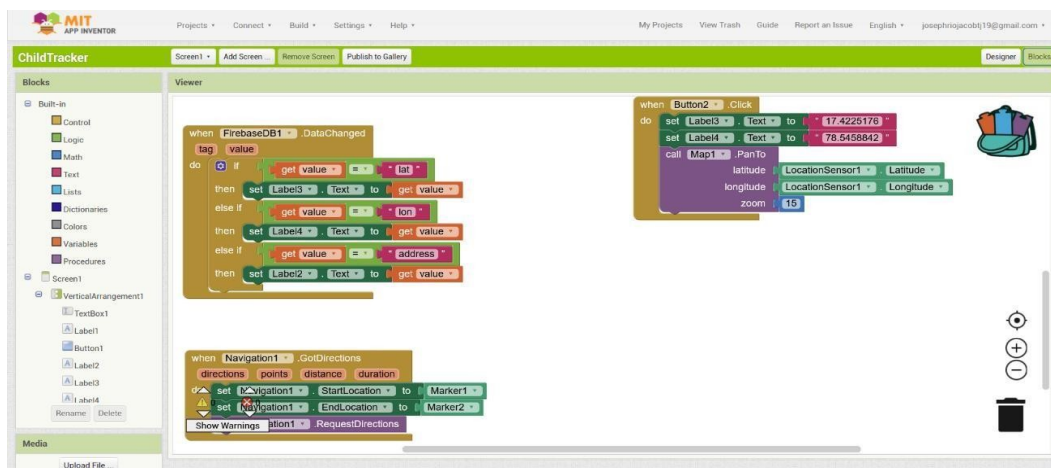 MIT
APP INVENTOR
Projects Connect Build Settings Help
My Projects View Trash Guide Report an Issue English josephriojacobtj19@gmail.com
ChildTracker
Screen1 Add Screen ... Remove Screen Publish to Gallery
Designer Blocks
Blocks
Built-in
Control
Logic
Math
Text
Lists
Dictionaries
Colors
Variables
Procedures
Screen1
VerticalArrangement1
TextBox1
Label1
Button1
Label2
Label3
Label4
Rename Delete
Media
Upload File ...
Viewer
when FirebaseDB1 .DataChanged
tag value
do if get value = " lat "
then set Label3 . Text to get value
else if get value = " lon "
then set Label4 . Text to get value
else if get value = " address "
then set Label2 . Text to get value
when Button2 .Click
do set Label3 . Text to " 17.4225176 "
set Label4 . Text to " 78.5458842 "
call Map1 .PanTo
latitude LocationSensor1 . Latitude
longitude LocationSensor1 . Longitude
zoom 15
when Navigation1 .GotDirections
directions points distance duration
set Navigation1 . StartLocation to Marker1
set Navigation1 . EndLocation to Marker2
.RequestDirections
0 0
Show Warnings